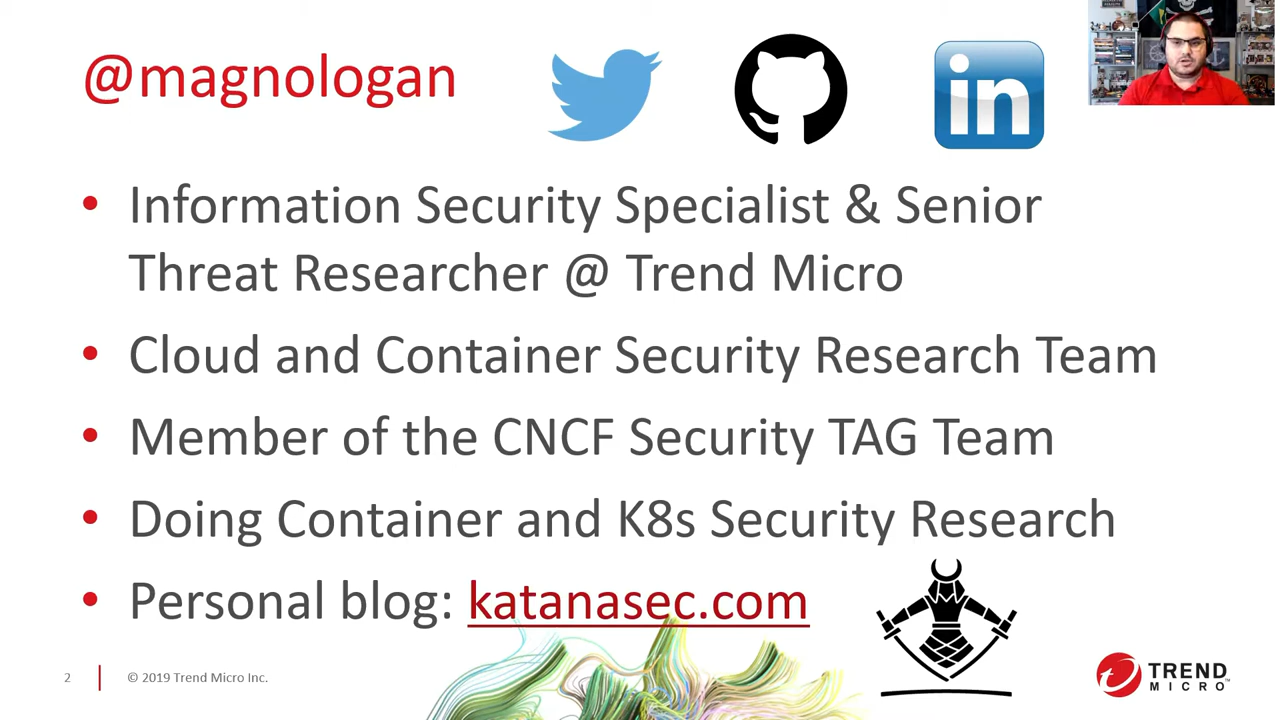 @magnologan
in
• Information Security Specialist & Senior
Threat Researcher @ Trend Micro
• Cloud and Container Security Research Team
• Member of the CNCF Security TAG Team
• Doing Container and K8s Security Research
• Personal blog: katanasec.com
2
© 2019 Trend Micro Inc.
TREND
MICRO™